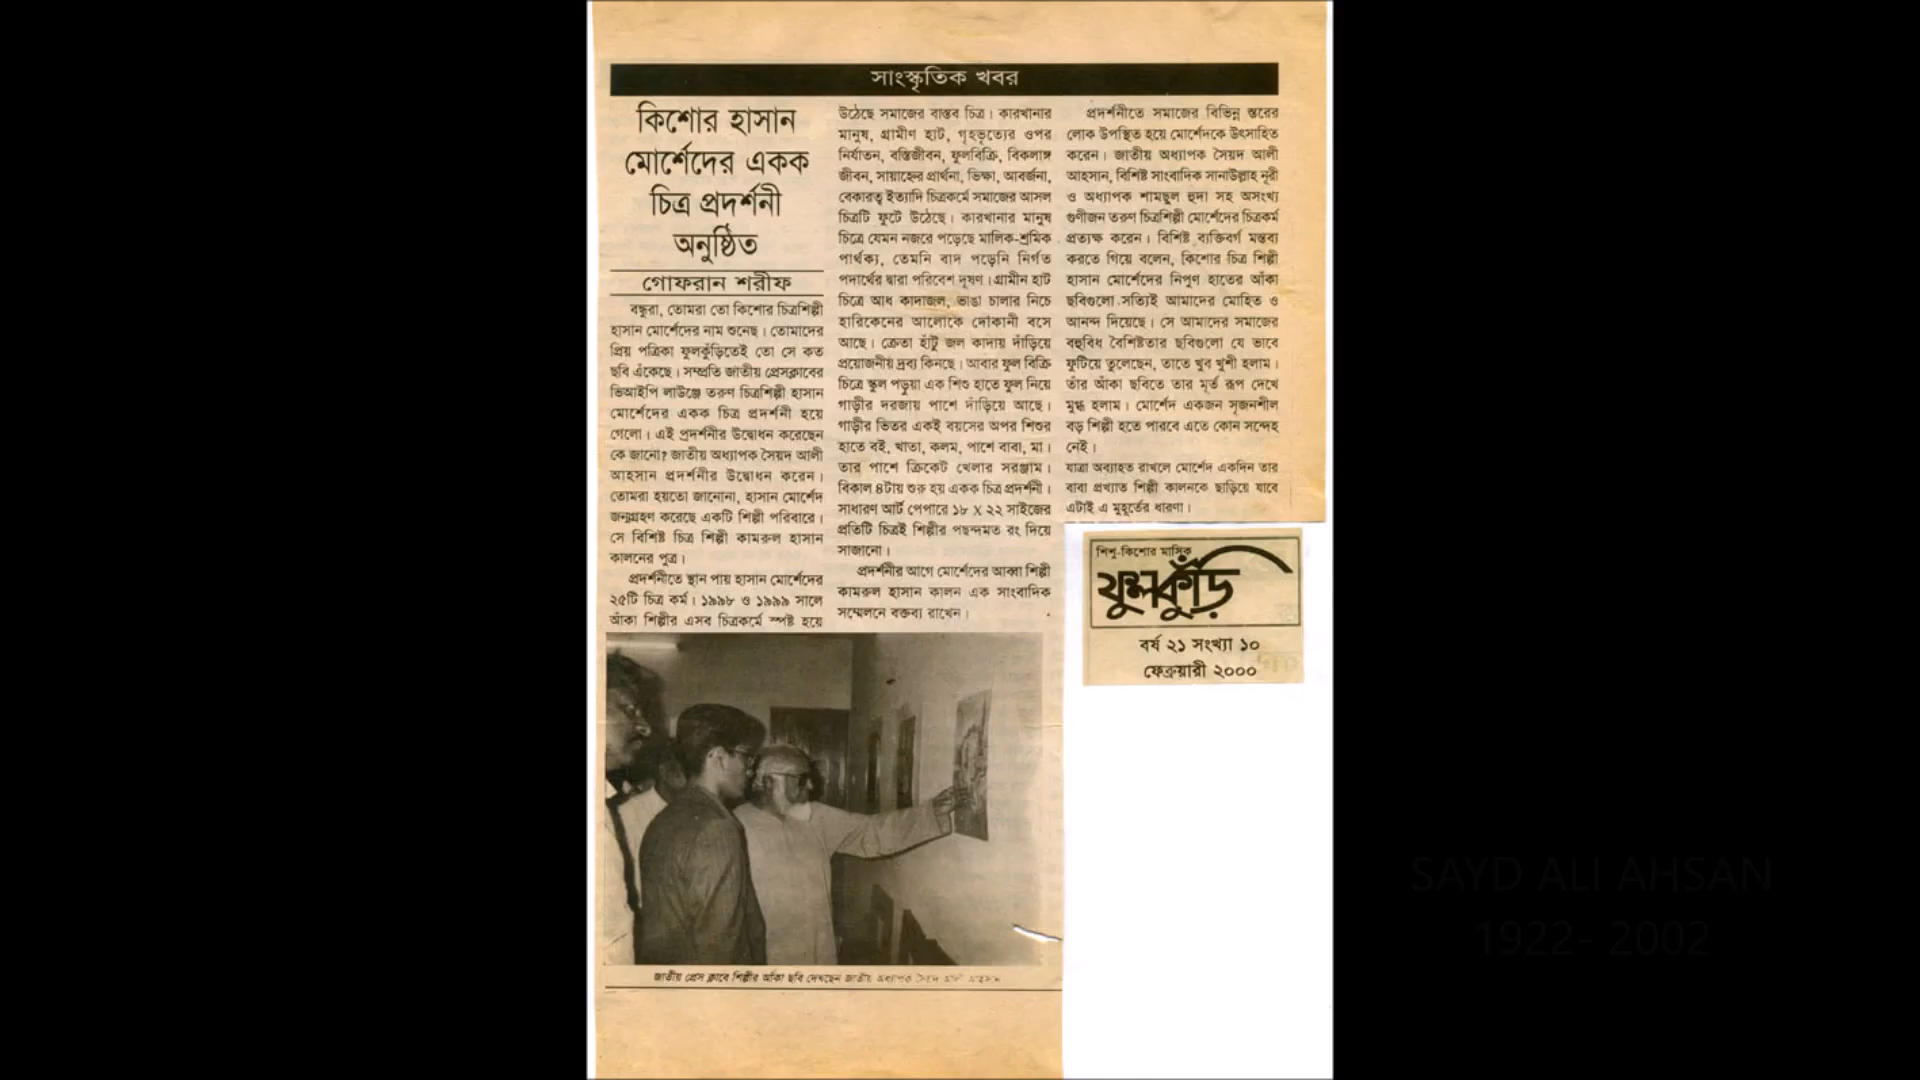 সাংস্কৃতিক খবর
কিশোর হাসান
মোর্শেদের একক
চিত্র প্রদর্শনী
অনুষ্ঠিত
গোফরান শরীফ
বন্ধুরা, তোমরা তো কিশোর চিত্রশিল্পী
হাসান মোর্শেদের নাম শুনেছ। তোমাদের
প্রিয় পত্রিকা ফুলকুঁড়িতেই তো সে কত
ছবি এঁকেছে। সম্প্রতি জাতীয় প্রেসক্লাবের
ভিআইপি লাউঞ্জে তরুণ চিত্রশিল্পী হাসান
মোর্শেদের একক চিত্র প্রদর্শনী হয়ে
গেলো। এই প্রদর্শনীর উদ্বোধন করেছেন
কে জানো? জাতীয় অধ্যাপক সৈয়দ আলী
আহসান প্রদর্শনীর উদ্বোধন করেন।
তোমরা হয়তো জানোনা, হাসান মোর্শেদ
জন্মগ্রহণ করেছে একটি শিল্পী পরিবারে।
সে বিশিষ্ট চিত্র শিল্পী কামরুল হাসান
কালনের পুত্র।
প্রদর্শনীতে স্থান পায় হাসান মোর্শেদের
২৫টি চিত্র কর্ম। ১৯৯৮ ও ১৯৯৯ সালে
আঁকা শিল্পীর এসব চিত্রকর্মে স্পষ্ট হয়ে
উঠেছে সমাজের বাস্তব চিত্র। কারখানার
মানুষ, গ্রামীণ হাট, গৃহভৃত্যের ওপর
নির্যাতন, বস্তিজীবন, ফুলবিক্রি, বিকলাঙ্গ
জীবন, সায়াহ্নের প্রার্থনা, ভিক্ষা, আবর্জনা,
বেকারত্ব ইত্যাদি চিত্রকর্মে সমাজের আসল
চিত্রটি ফুটে উঠেছে। কারখানার মানুষ
চিত্রে যেমন নজরে পড়েছে মালিক-শ্রমিক
পার্থক্য, তেমনি বাদ পড়েনি নির্গত
পদার্থের দ্বারা পরিবেশ দূষণ। গ্রামীন হাট
চিত্রে আধ কাদাজল, ভাঙা চালার নিচে
হারিকেনের আলোকে দোকানী বসে
আছে। ক্রেতা হাঁটু জল কাদায় দাঁড়িয়ে
প্রয়োজনীয় দ্রব্য কিনছে। আবার ফুল বিক্রি
চিত্রে স্কুল পড়ুয়া এক শিশু হাতে ফুল নিয়ে
গাড়ীর দরজায় পাশে দাঁড়িয়ে আছে।
গাড়ীর ভিতর একই বয়সের অপর শিশুর
হাতে বই, খাতা, কলম, পাশে বাবা, মা।
তার পাশে ক্রিকেট খেলার সরঞ্জাম।
বিকাল ৪টায় শুরু হয় একক চিত্র প্রদর্শনী।
সাধারণ আর্ট পেপারে ১৮ X ২২ সাইজের
প্রতিটি চিত্রই শিল্পীর পছন্দমত রং দিয়ে
সাজানো।
প্রদর্শনীর আগে মোর্শেদের আব্বা শিল্পী
কামরুল হাসান কালন এক সাংবাদিক
সম্মেলনে বক্তব্য রাখেন।
প্রদর্শনীতে সমাজের বিভিন্ন স্তরের
লোক উপস্থিত হয়ে মোর্শেদকে উৎসাহিত
করেন। জাতীয় অধ্যাপক সৈয়দ আলী
আহসান, বিশিষ্ট সাংবাদিক সানাউল্লাহ নূরী
ও অধ্যাপক শামছুল হুদা সহ অসংখ্য
গুণীজন তরুণ চিত্রশিল্পী মোর্শেদের চিত্রকর্ম
প্রত্যক্ষ করেন। বিশিষ্ট ব্যক্তিবর্গ মন্তব্য
করতে গিয়ে বলেন, কিশোর চিত্র শিল্পী
হাসান মোর্শেদের নিপুণ হাতের আঁকা
ছবিগুলো সত্যিই আমাদের মোহিত ও
আনন্দ দিয়েছে। সে আমাদের সমাজের
বহুবিধ বৈশিষ্টতার ছবিগুলো যে ভাবে
ফুটিয়ে তুলেছেন, তাতে খুব খুশী হলাম।
তাঁর আঁকা ছবিতে তার মূর্ত রূপ দেখে
মুগ্ধ হলাম। মোর্শেদ একজন সৃজনশীল
বড় শিল্পী হতে পারবে এতে কোন সন্দেহ
নেই।
যাত্রা অব্যাহত রাখলে মোর্শেদ একদিন তার
বাবা প্রখ্যাত শিল্পী কালনকে ছাড়িয়ে যাবে
এটাই এ মুহূর্তের ধারণা।
শিশু-কিশোর মাসিক
ফুলকুঁড়ি
বর্ষ ২১ সংখ্যা ১০
ফেব্রুয়ারী ২০০০
জাতীয় প্রেস ক্লাবে শিল্পীর আঁকা ছবি দেখছেন জাতীয় অধ্যাপক সৈয়দ আলী আহসান
SAYD ALI AHSAN
1922- 2002